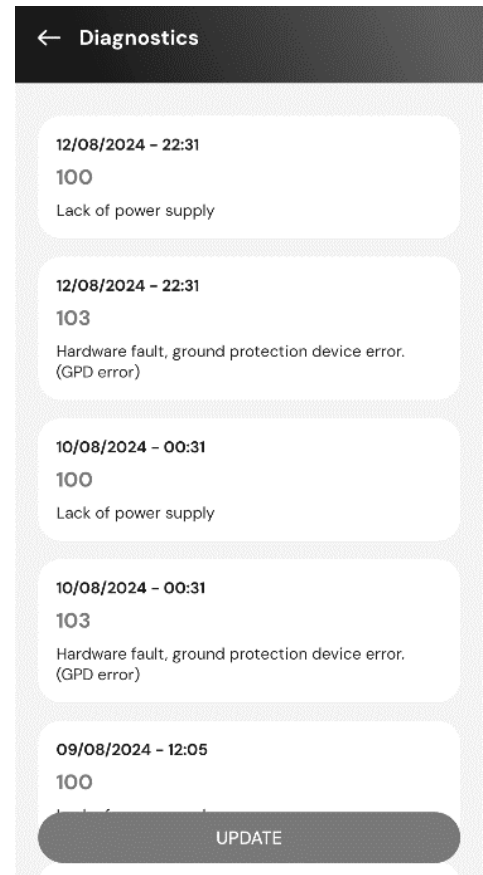 Diagnostics
12/08/2024 - 22:31
100
Lack of power supply
12/08/2024 - 22:31
103
Hardware fault, ground protection device error.
(GPD error)
10/08/2024 - 00:31
100
Lack of power supply
10/08/2024 - 00:31
103
Hardware fault, ground protection device error.
(GPD error)
09/08/2024 - 12:05
100
UPDATE